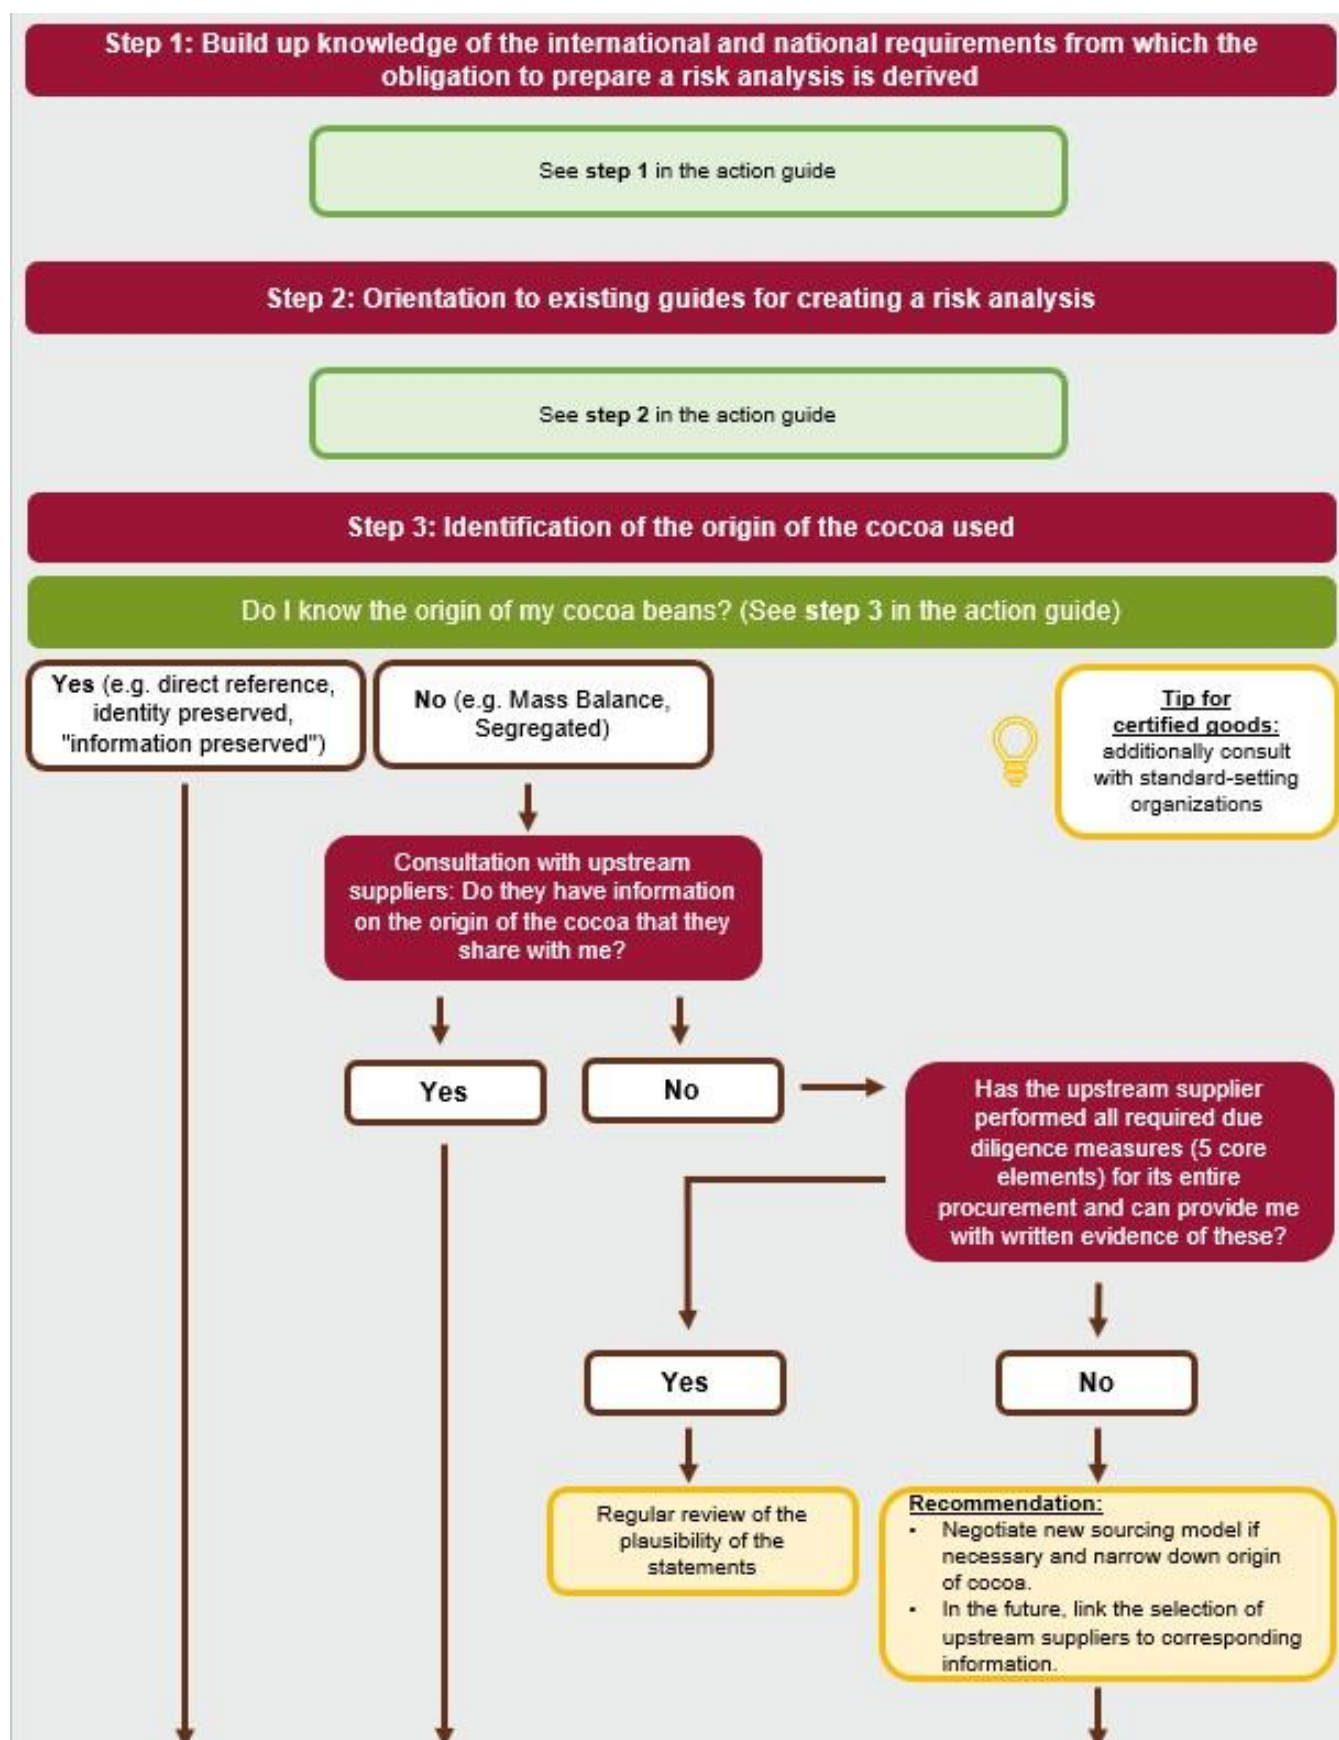 Step 1: Build up knowledge of the international and national requirements from which the
obligation to prepare a risk analysis is derived
See step 1 in the action guide
Step 2: Orientation to existing guides for creating a risk analysis
See step 2 in the action guide
Step 3: Identification of the origin of the cocoa used
Do I know the origin of my cocoa beans? (See step 3 in the action guide)
Yes (e.g. direct reference,
identity preserved,
"information preserved")
No (e.g. Mass Balance,
Segregated)
Tip for
certified goods:
additionally consult
with standard-setting
organizations
Consultation with upstream
suppliers: Do they have information
on the origin of the cocoa that they
share with me?
Yes
No
Has the upstream supplier
performed all required due
diligence measures (5 core
elements) for its entire
procurement and can provide me
with written evidence of these?
Yes
No
Regular review of the
plausibility of the
statements
Recommendation:
• Negotiate new sourcing model if
necessary and narrow down origin
of cocoa.
• In the future, link the selection of
upstream suppliers to corresponding
information.